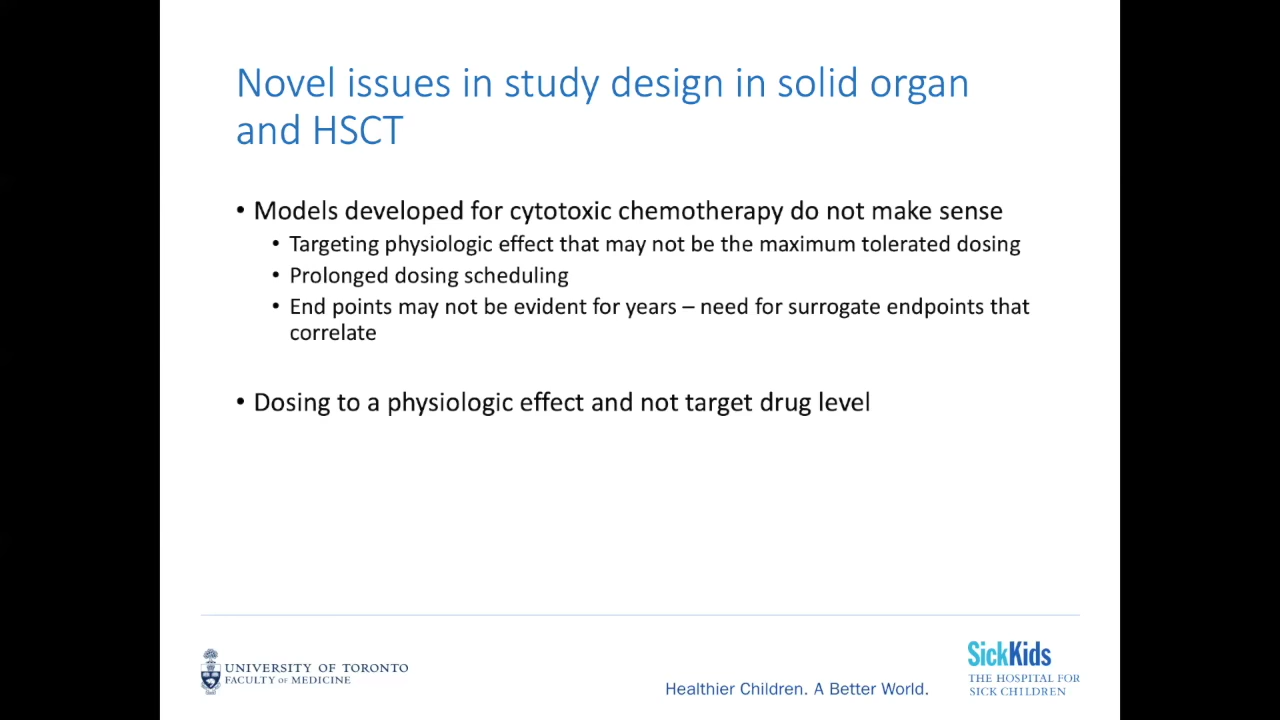 Novel issues in study design in solid organ
and HSCT
• Models developed for cytotoxic chemotherapy do not make sense
• Targeting physiologic effect that may not be the maximum tolerated dosing
• Prolonged dosing scheduling
• End points may not be evident for years – need for surrogate endpoints that
correlate
• Dosing to a physiologic effect and not target drug level
UNIVERSITY OF TORONTO
FACULTY OF MEDICINE
Healthier Children. A Better World.
SickKids
THE HOSPITAL FOR
SICK CHILDREN